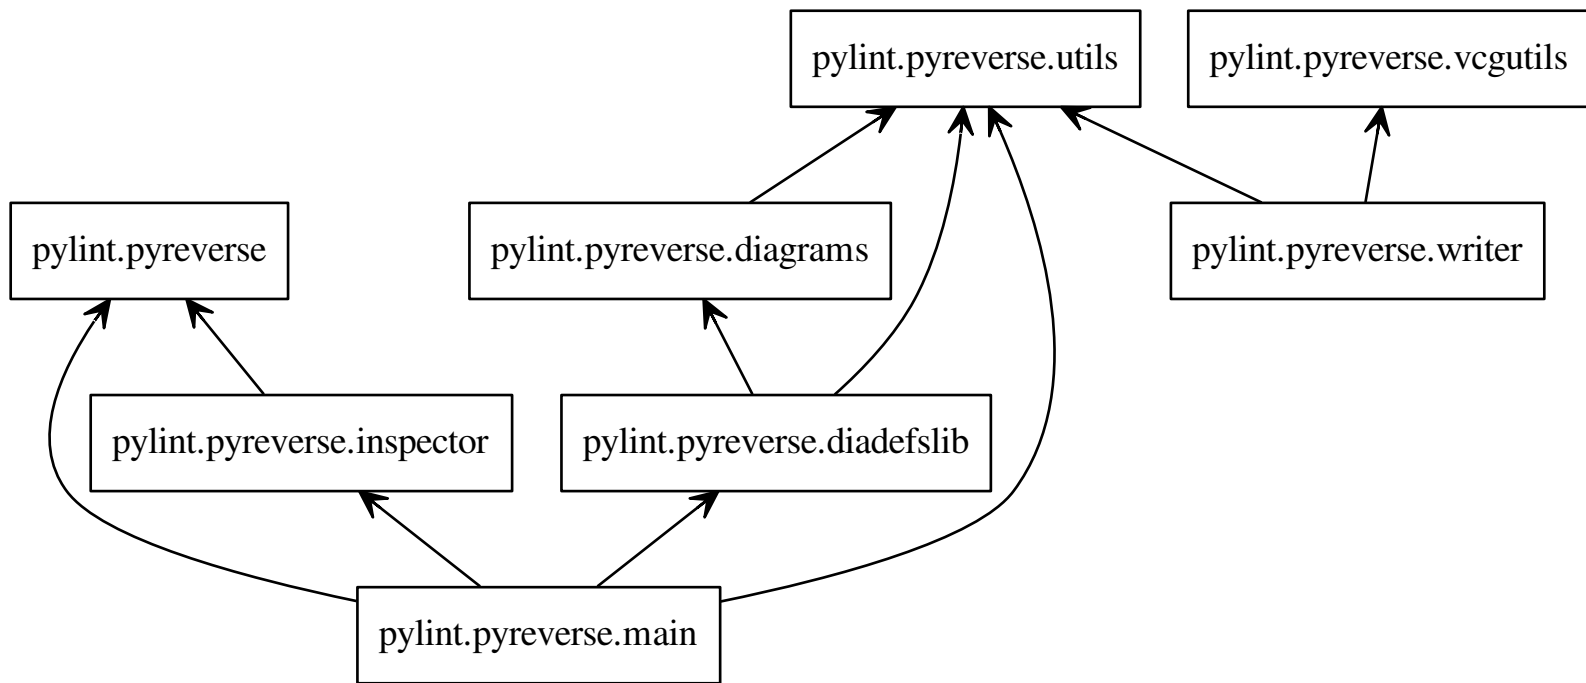 pylint.pyreverse.utils
pylint.pyreverse.vcgutils
pylint.pyreverse
pylint.pyreverse.diagrams
pylint.pyreverse.writer
pylint.pyreverse.inspector
pylint.pyreverse.diadefslib
pylint.pyreverse.main